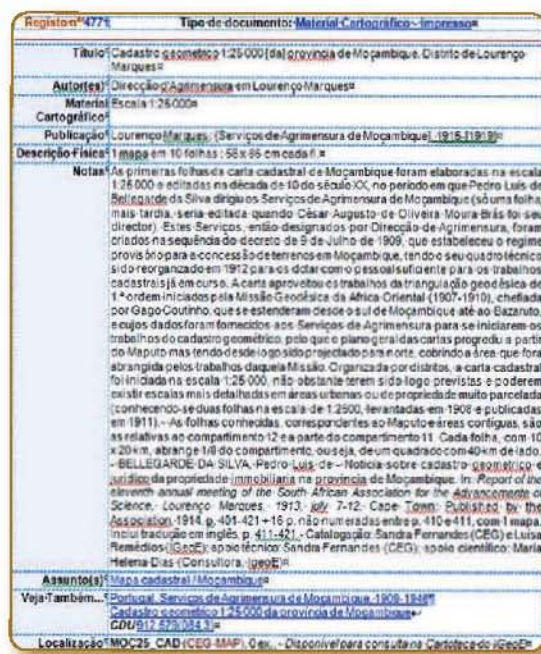 Registo nº 477¶ Tipo de documento: Material Cartográfico - Impresso¤
Título¶ Cadastro geometrico 1:25 000 [da] provincia de Moçambique. Distrito de Lourenço
Marques¤
Autor(es)¶ Direcção d'Agrimensura em Lourenço Marques¤
Material Escala 1:25 000¤
Cartográfico¶
Publicação¶ Lourenço Marques: [Serviços de Agrimensura de Moçambique], 1915-[1919]¤
Descrição Física¶ 1 mapa em 10 folhas ; 58 x 85 cm cada f.¤
Notas¶ As primeiras folhas da carta cadastral de Moçambique foram elaboradas na escala
1:25 000 e editadas na década de 10 do século XX, no período em que Pedro Luís de
Bellegarde da Silva dirigiu os Serviços de Agrimensura de Moçambique (só uma folha,
mais tardia, seria editada quando César Augusto de Oliveira Moura Brás foi seu
director). Estes Serviços, então designados por Direcção de Agrimensura, foram
criados na sequência do decreto de 9 de Julho de 1909, que estabeleceu o regime
provisório para a concessão de terrenos em Moçambique, tendo o seu quadro técnico
sido reorganizado em 1912 para os dotar com o pessoal suficiente para os trabalhos
cadastrais já em curso. A carta aproveitou os trabalhos da triangulação geodésica de
1.ª ordem iniciados pela Missão Geodésica da África Oriental (1907-1910), chefiada
por Gago Coutinho, que se estenderam desde o sul de Moçambique até ao Bazaruto,
e cujos dados foram fornecidos aos Serviços de Agrimensura para se iniciarem os
trabalhos do cadastro geométrico, pelo que o plano geral das cartas progrediu a partir
do Maputo mas tendo desde logo sido projectado para norte, cobrindo a área que fora
abrangida pelos trabalhos daquela Missão. Organizada por distritos, a carta cadastral
foi iniciada na escala 1:25 000, não obstante terem sido logo previstas e poderem
existir escalas mais detalhadas em áreas urbanas ou de propriedade muito parcelada
(conhecendo-se duas folhas na escala de 1:2500, levantadas em 1908 e publicadas
em 1911). - As folhas conhecidas, correspondentes ao Maputo e áreas contíguas, são
as relativas ao compartimento 12 e a parte do compartimento 11. Cada folha, com 10
x 20 km, abrange 1/8 do compartimento, ou seja, de um quadrado com 40 km de lado.
- BELLEGARDE DA SILVA, Pedro Luís de - Noticia sobre cadastro geometrico e
juridico da propriedade immobiliaria na provincia de Moçambique. In: Report of the
eleventh annual meeting of the South African Association for the Advancement of
Science, Lourenço Marques, 1913, july 7-12. Cape Town: Published by the
Association, 1914, p. 401-421 + 16 p. não numeradas entre p. 410 e 411, com 1 mapa.
Inclui tradução em inglês, p. 411-421. - Catalogação: Sandra Fernandes (CEG) e Luísa
Remédios (IGeoE); apoio técnico: Sandra Fernandes (CEG); apoio científico: Maria
Helena Dias (Consultora, IgeoE)¤
Assunto(s)¶ Mapa cadastral / Moçambique¤
Veja Também...¶ Portugal. Serviços de Agrimensura de Moçambique, 1909-1948¶
Cadastro geometrico 1:25 000 da provincia de Moçambique↵
CDU 912.579(084.3)¤
Localização¶ MOÇ25_CAD (CEG-MAP), 0 ex. - Disponível para consulta na Cartoteca do IGeoE¤